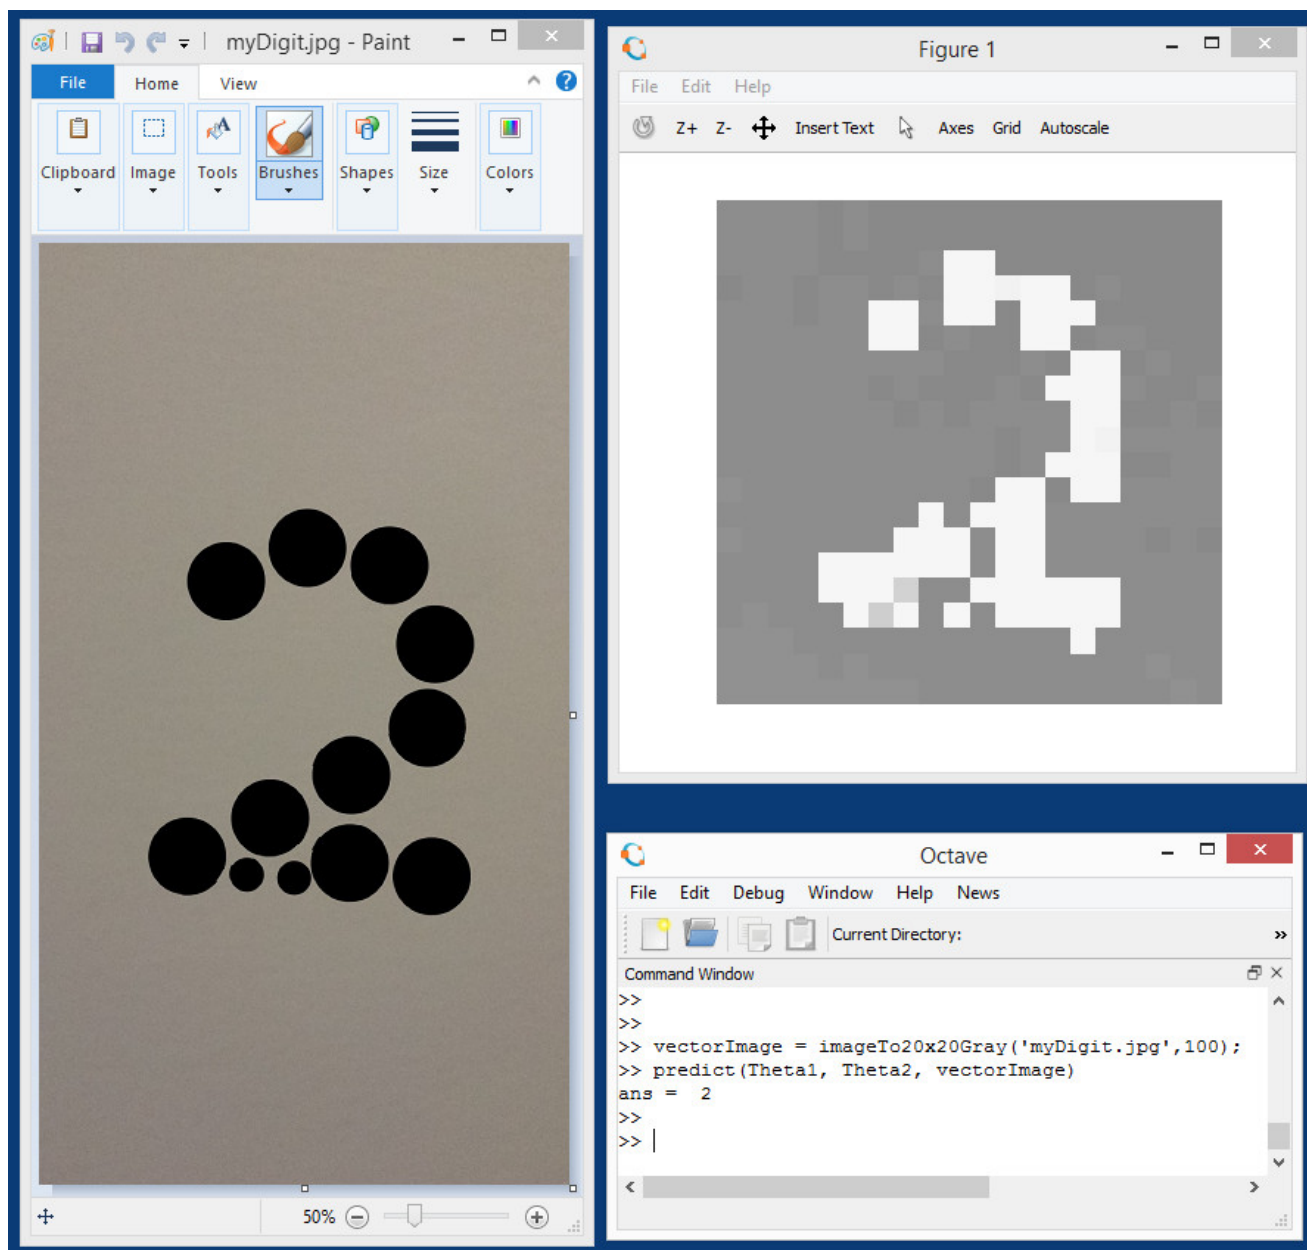 myDigit.jpg - Paint
File Home View
Clipboard Image Tools Brushes Shapes Size Colors
50%
Figure 1
File Edit Help
Z+ Z- Insert Text Axes Grid Autoscale
Octave
File Edit Debug Window Help News
Current Directory:
Command Window
>>
>>
>> vectorImage = imageTo20x20Gray('myDigit.jpg',100);
>> predict(Theta1, Theta2, vectorImage)
ans = 2
>>
>>
2